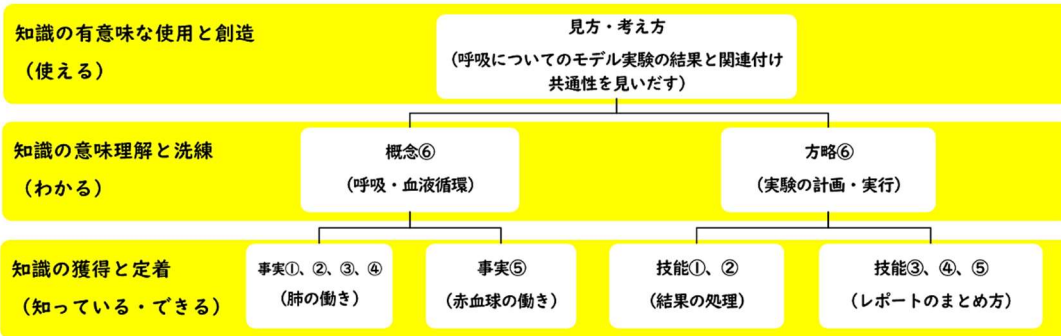 知識の有意味な使用と創造
（使える）
見方・考え方
（呼吸についてのモデル実験の結果と関連付け
共通性を見いだす）
知識の意味理解と洗練
（わかる）
概念⑥
（呼吸・血液循環）
方略⑥
（実験の計画・実行）
知識の獲得と定着
（知っている・できる）
事実①、②、③、④
（肺の働き）
事実⑤
（赤血球の働き）
技能①、②
（結果の処理）
技能③、④、⑤
（レポートのまとめ方）